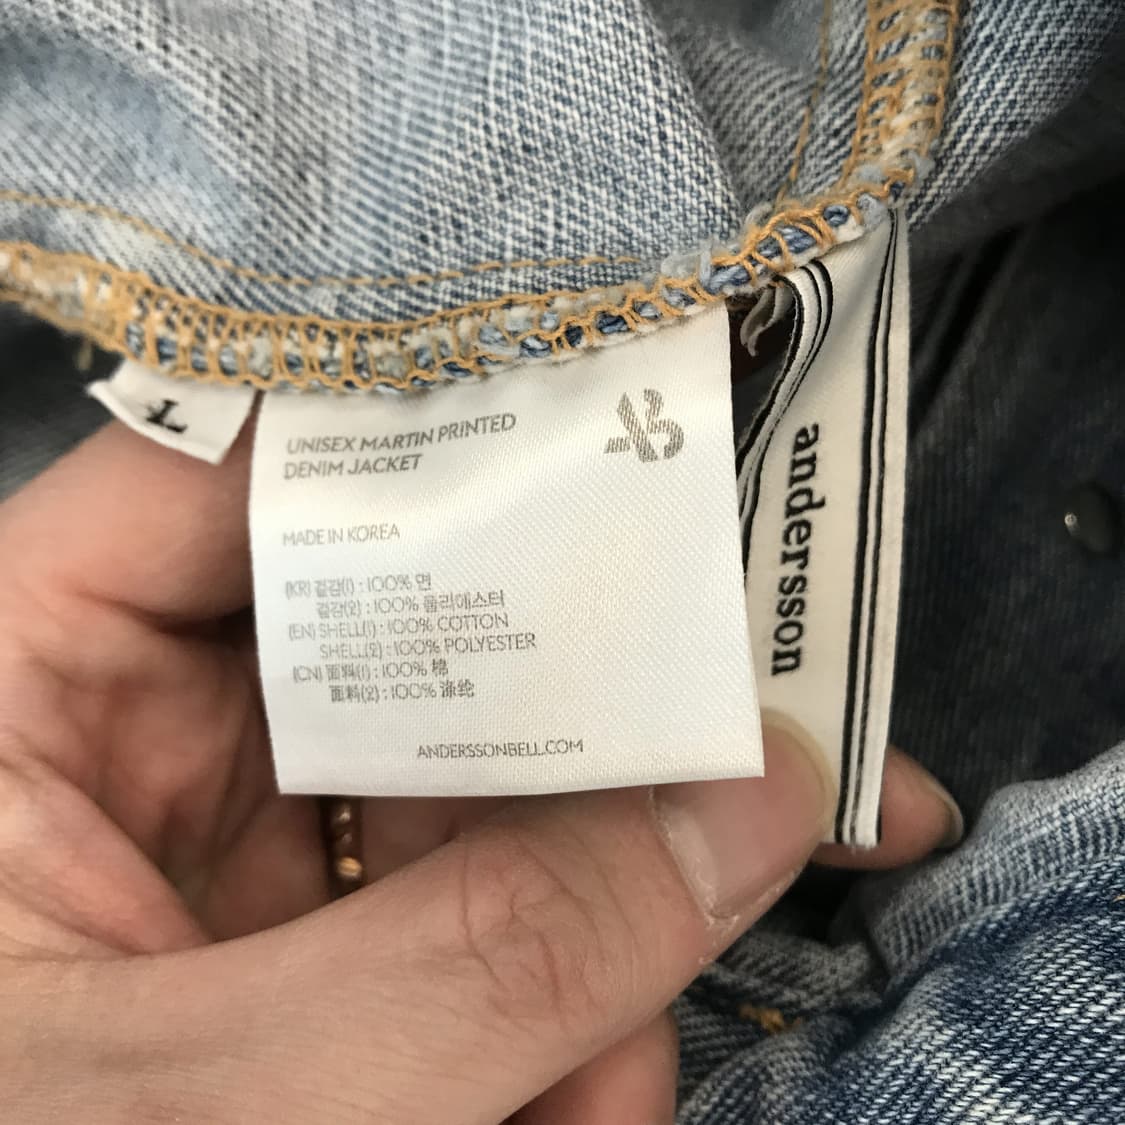 L
UNISEX MARTIN PRINTED
DENIM JACKET
MADE IN KOREA
(KR) 겉감(1) : 100% 면
겉감(2) : 100% 폴리에스터
(EN) SHELL(1) : 100% COTTON
SHELL(2) : 100% POLYESTER
(CN) 面料(1) : 100% 棉
面料(2) : 100% 涤纶
ANDERSSONBELL.COM
andersson